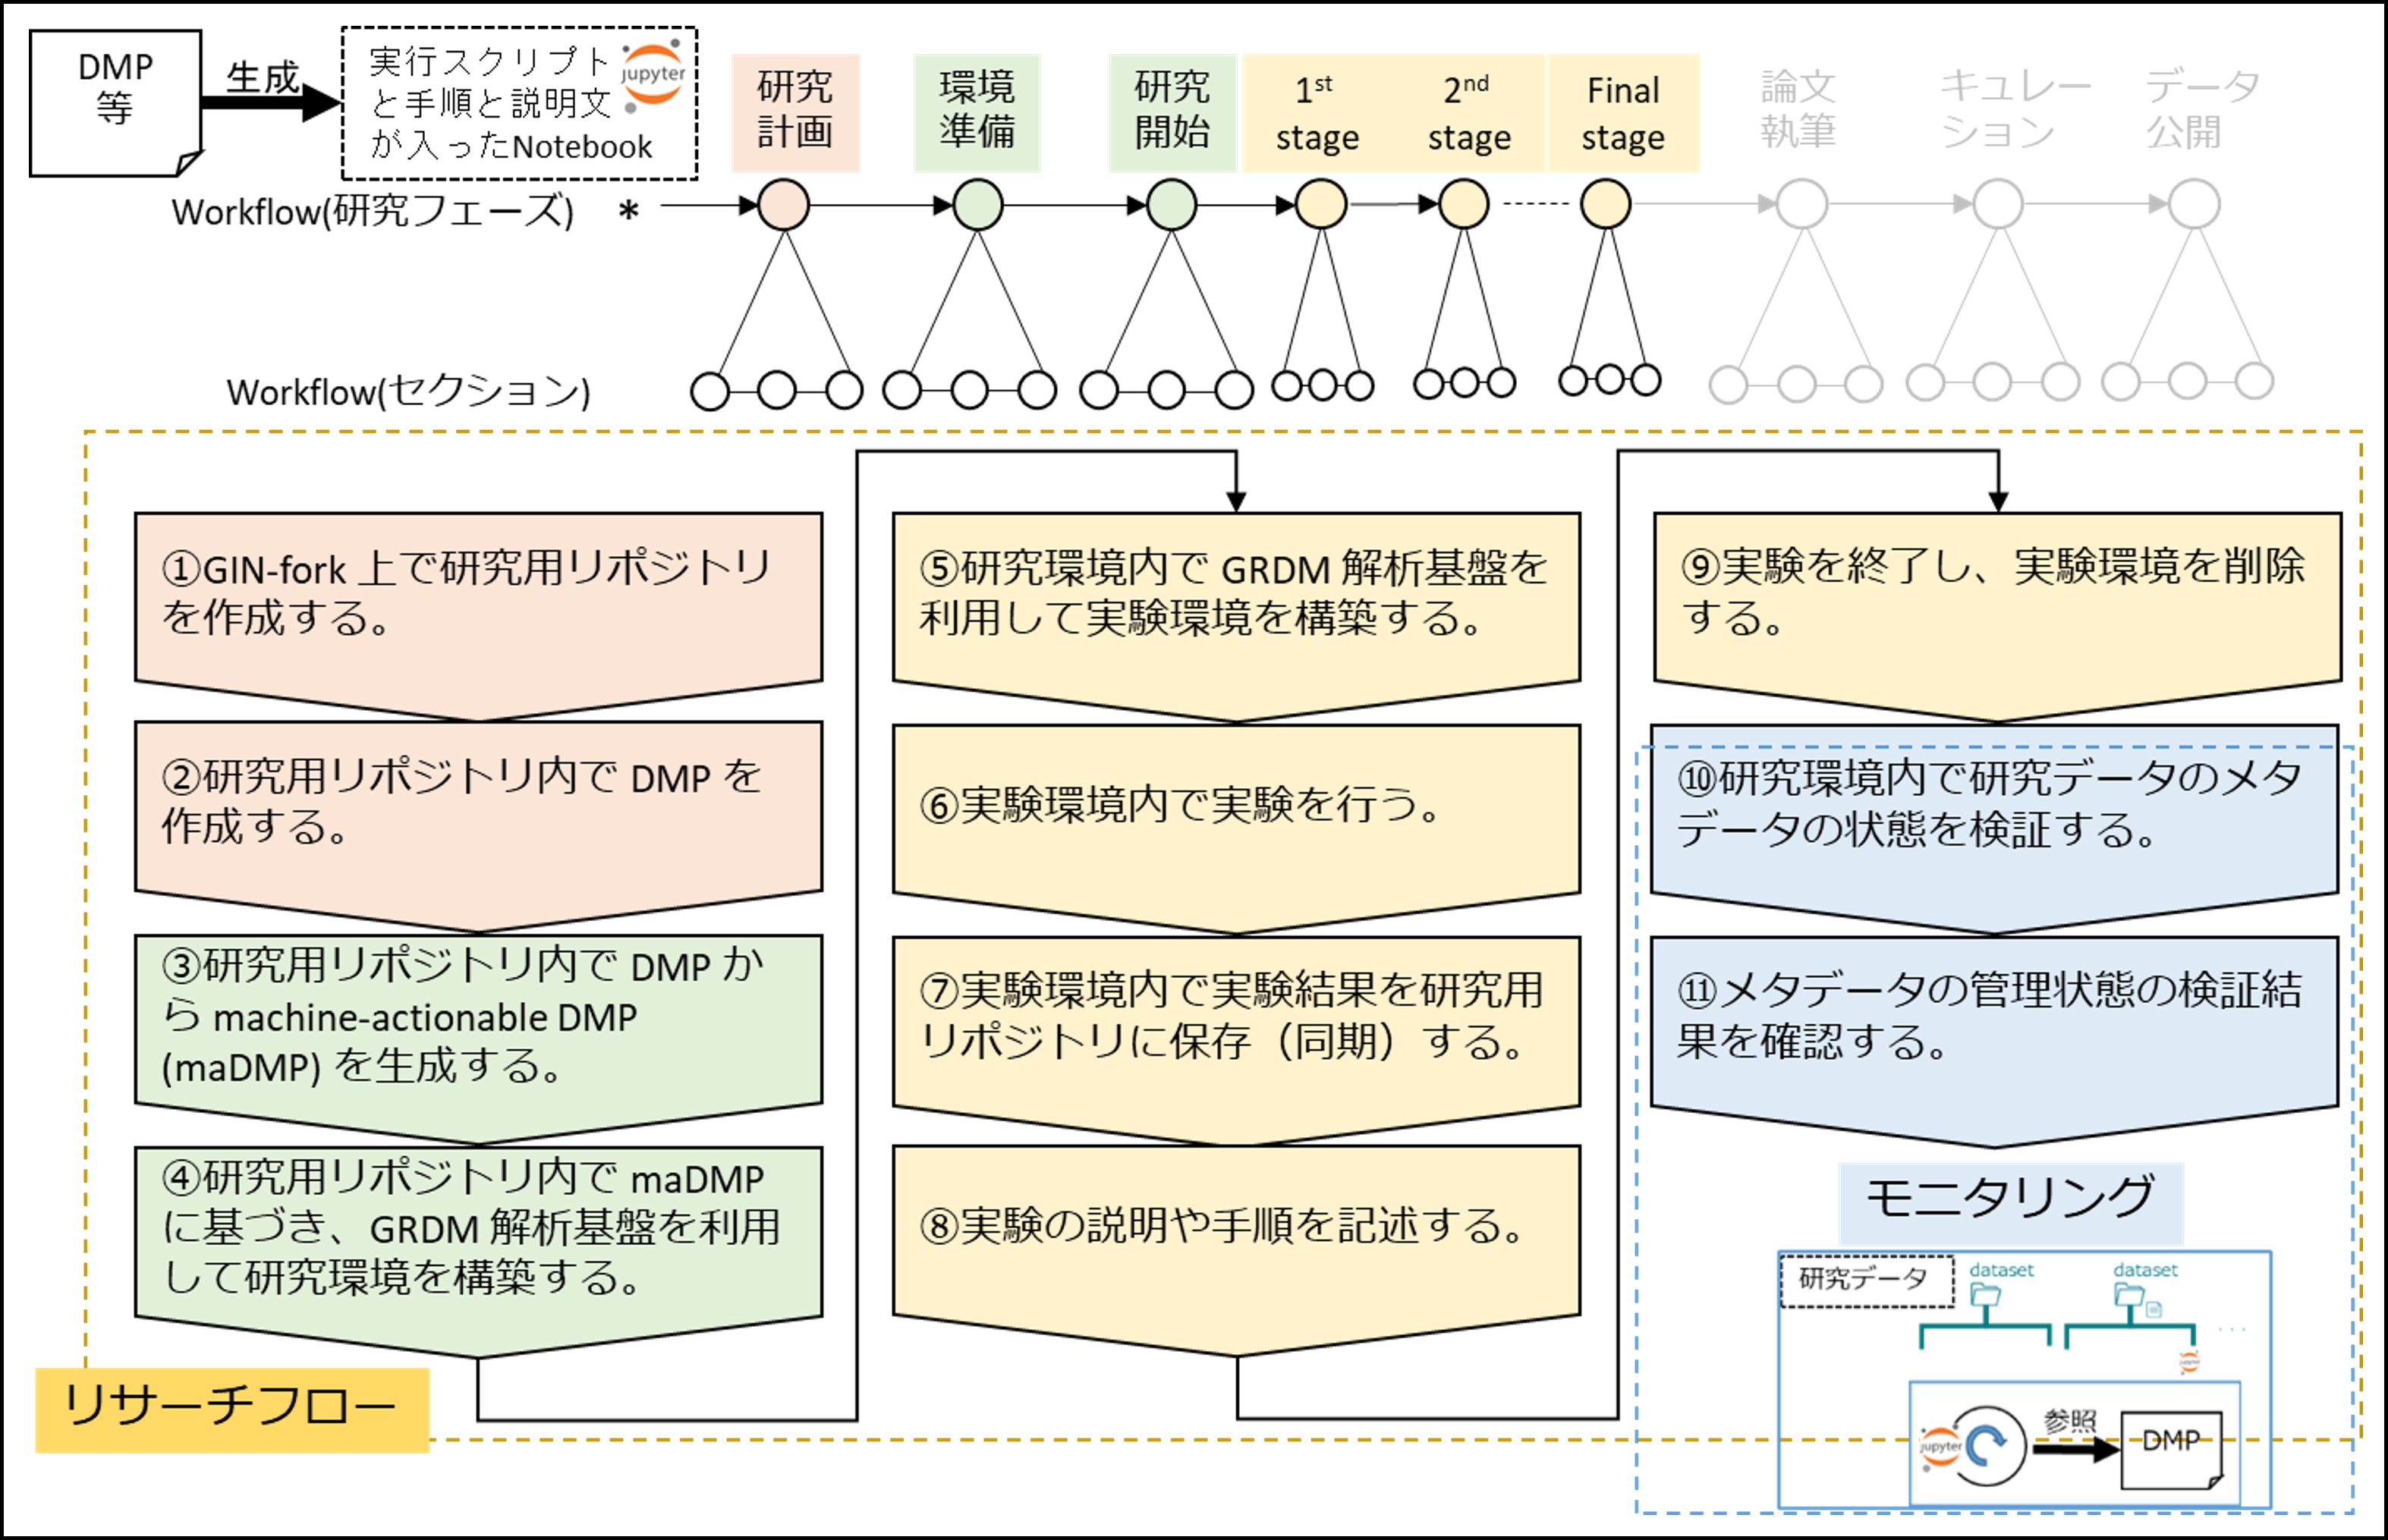 DMP
等
生成
実行スクリプト
と手順と説明文
が入ったNotebook
jupyter
研究
計画
環境
準備
研究
開始
1st
stage
2nd
stage
Final
stage
論文
執筆
キュレー
ション
データ
公開
Workflow(研究フェーズ) *
Workflow(セクション)
①GIN-fork 上で研究用リポジトリ
を作成する。
②研究用リポジトリ内で DMP を
作成する。
③研究用リポジトリ内で DMP か
ら machine-actionable DMP
(maDMP) を生成する。
④研究用リポジトリ内で maDMP
に基づき、GRDM 解析基盤を利用
して研究環境を構築する。
⑤研究環境内で GRDM 解析基盤を
利用して実験環境を構築する。
⑥実験環境内で実験を行う。
⑦実験環境内で実験結果を研究用
リポジトリに保存（同期）する。
⑧実験の説明や手順を記述する。
⑨実験を終了し、実験環境を削除
する。
⑩研究環境内で研究データのメタ
データの状態を検証する。
⑪メタデータの管理状態の検証結
果を確認する。
リサーチフロー
モニタリング
研究データ
dataset
dataset
. . .
jupyter
jupyter
参照
DMP